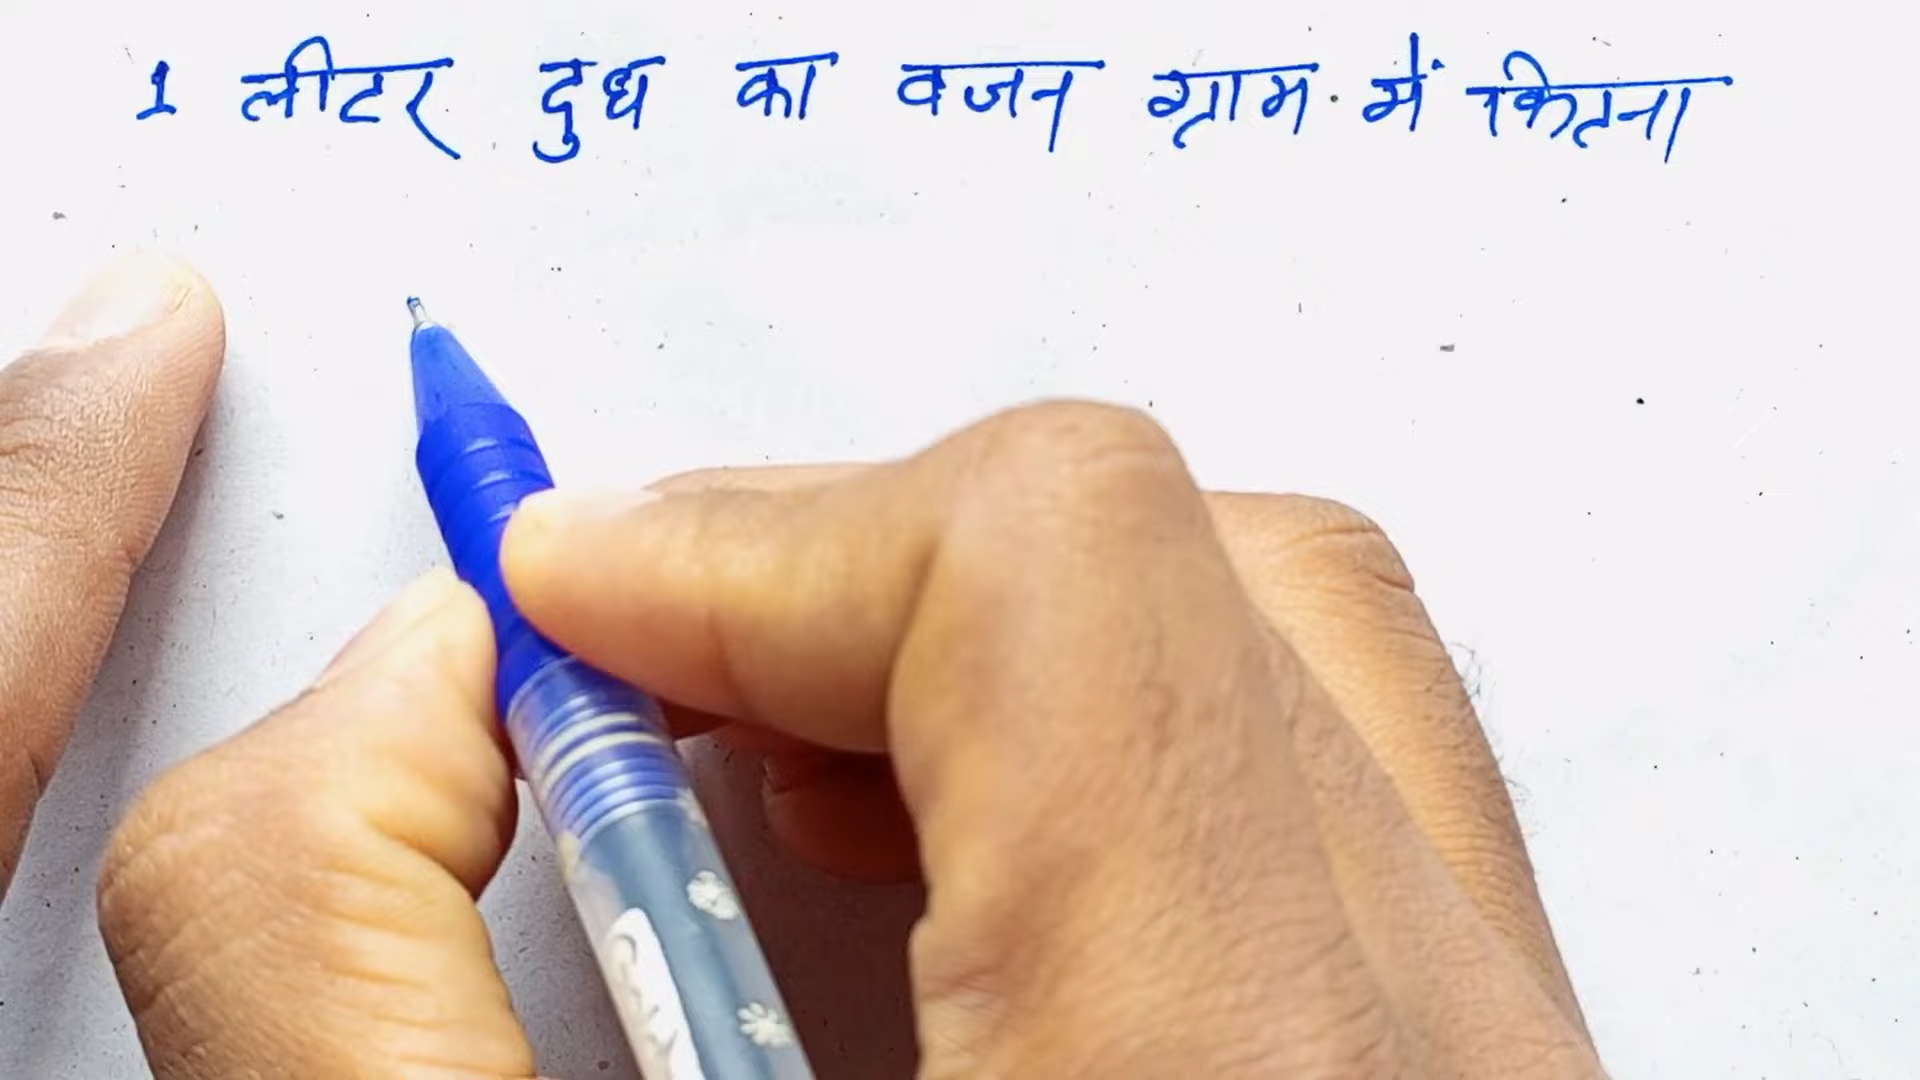 1 लीटर दुध का वजन ग्राम में कितना